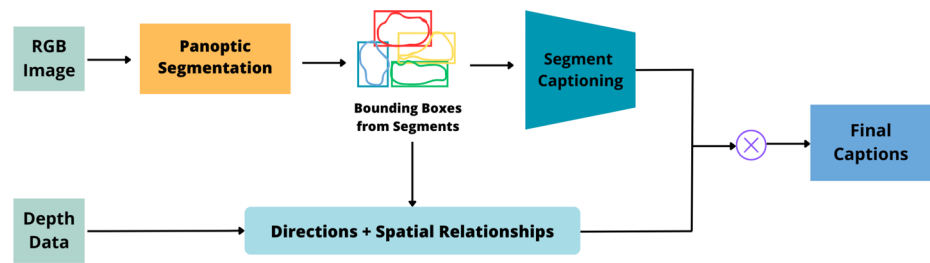 RGB
Image
Panoptic
Segmentation
Bounding Boxes
from Segments
Segment
Captioning
Final
Captions
Depth
Data
Directions + Spatial Relationships